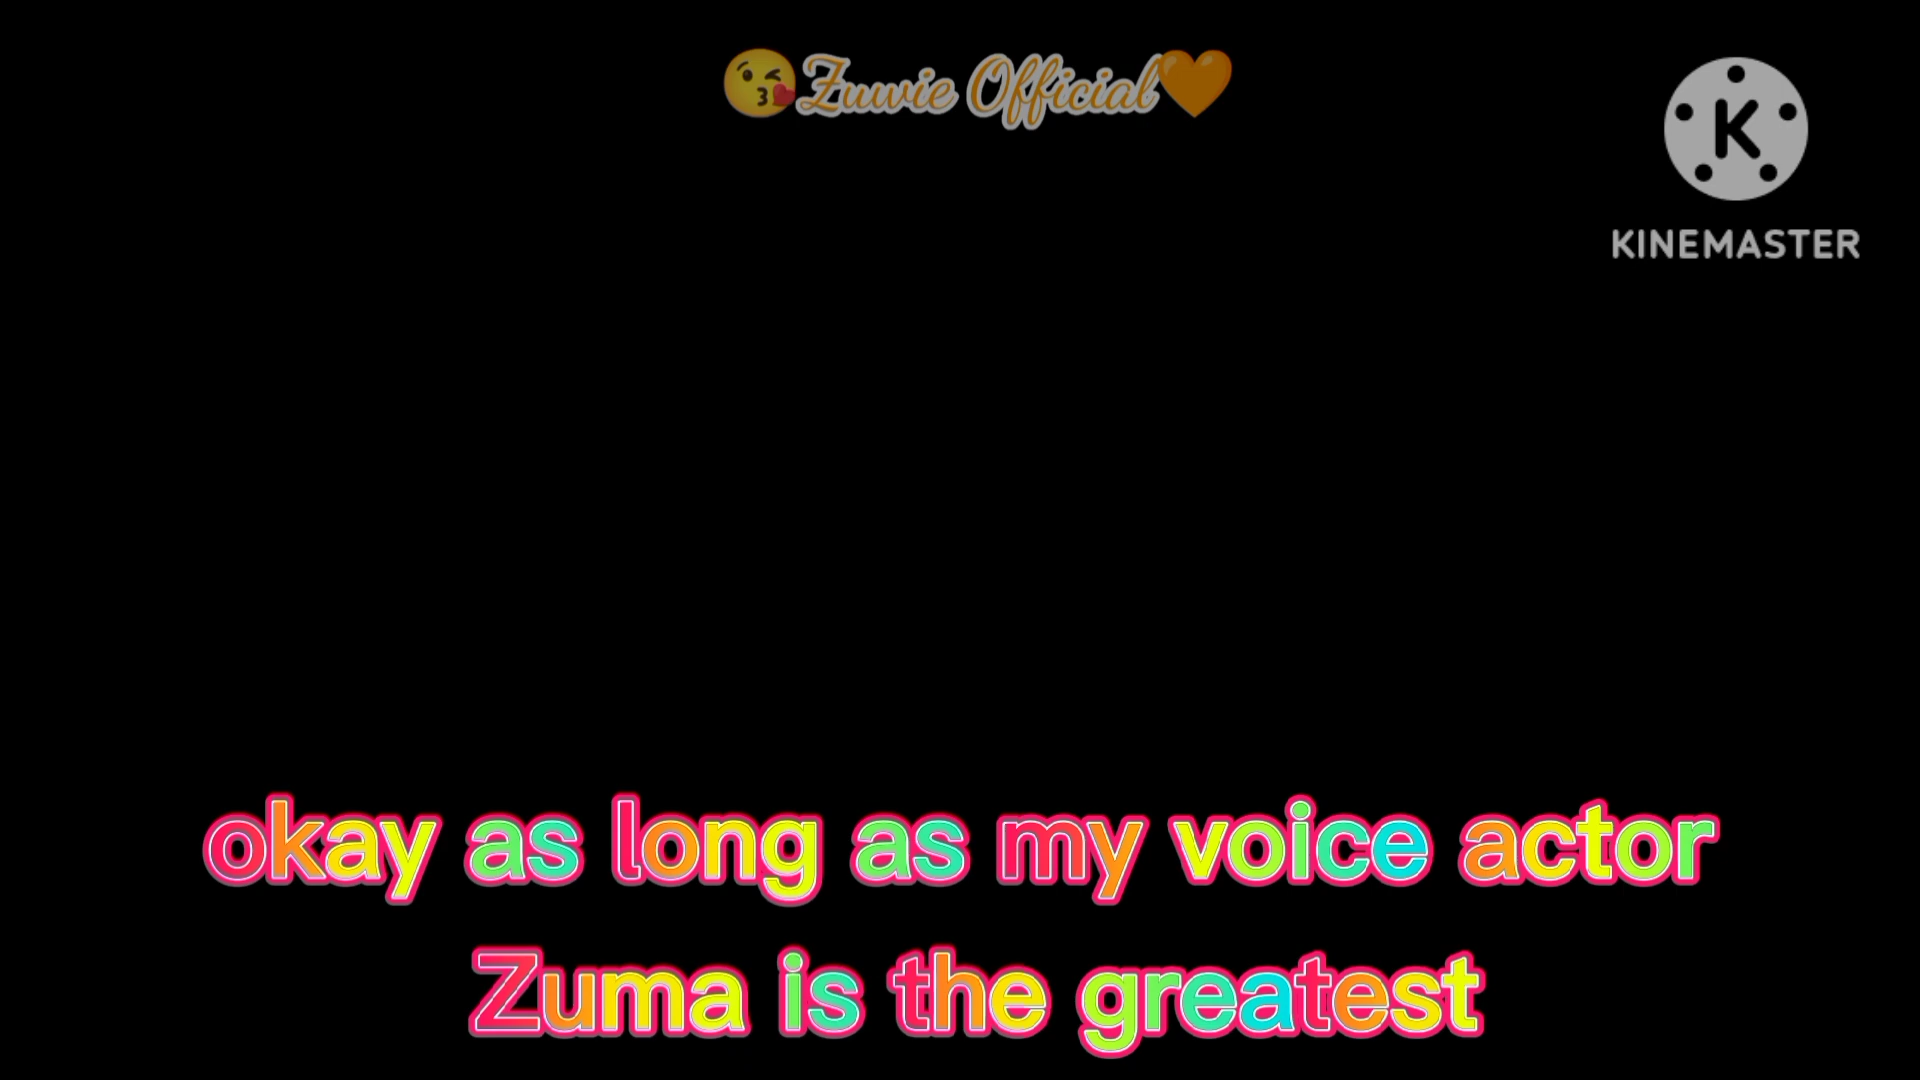 😘Zuwie Official🧡
K
KINEMASTER
okay as long as my voice actor
Zuma is the greatest